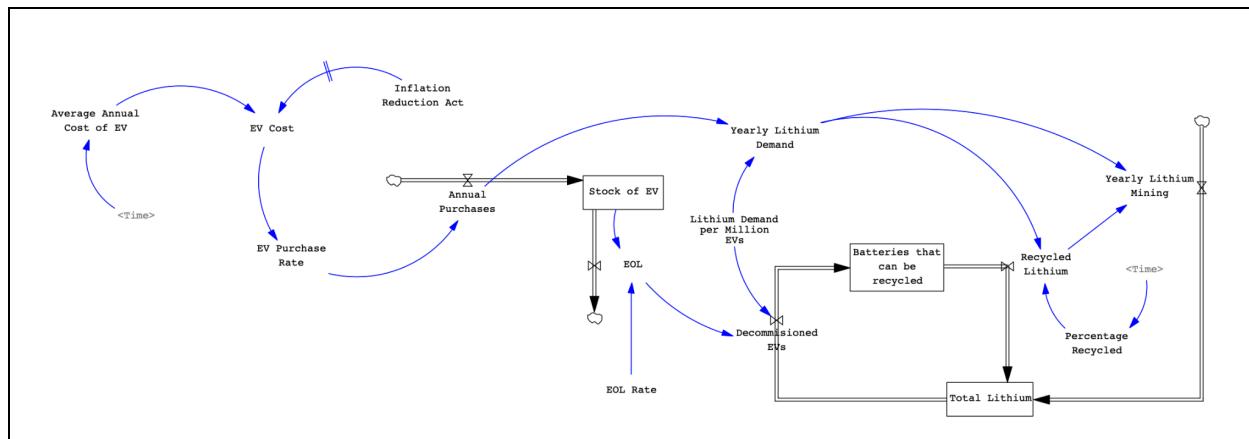 Inflation
Reduction Act
Average Annual
Cost of EV
EV Cost
<Time>
EV Purchase
Rate
Annual
Purchases
Stock of EV
EOL
EOL Rate
Yearly Lithium
Demand
Lithium Demand
per Million
EVs
Decommisioned
EVs
Batteries that
can be
recycled
Total Lithium
Recycled
Lithium
Percentage
Recycled
<Time>
Yearly Lithium
Mining